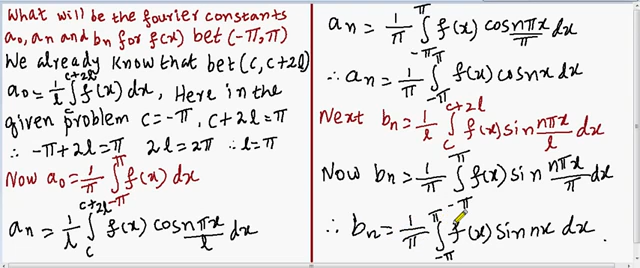 What will be the fourier constants
a₀, aₙ and bₙ for f(x) bet (-π, π)
We already know that bet (c, c+2l)
a₀ = 1/l ∫_c^{c+2l} f(x) dx, Here in the
given problem c = -π, c+2l = π
∴ -π+2l = π 2l = 2π ∴ l = π
Now a₀ = 1/π ∫_{-π}^{π} f(x) dx
aₙ = 1/l ∫_c^{c+2l} f(x) cos nπx/l dx
aₙ = 1/π ∫_{-π}^{π} f(x) cos nπx/π dx
∴ aₙ = 1/π ∫_{-π}^{π} f(x) cos nx dx
Next bₙ = 1/l ∫_c^{c+2l} f(x) sin nπx/l dx
Now bₙ = 1/π ∫_{-π}^{π} f(x) sin nπx/π dx
∴ bₙ = 1/π ∫_{-π}^{π} f(x) sin nx dx.